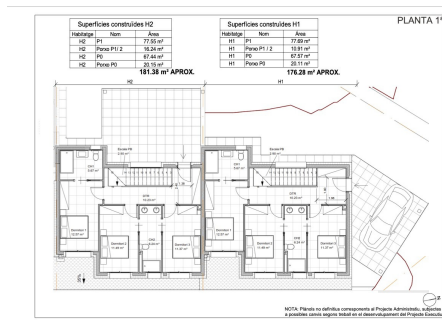 PLANTA 1ª
Superfícies construïdes H2
Habitatge Nom Àrea
H2 P1 77.55 m²
H2 Porxo P1/ 2 16.24 m²
H2 P0 67.44 m²
H2 Porxo P0 20.15 m²
181.38 m² APROX.
Superfícies construïdes H1
Habitatge Nom Àrea
H1 P1 77.69 m²
H1 Porxo P1 / 2 10.91 m²
H1 P0 67.57 m²
H1 Porxo P0 20.11 m²
176.28 m² APROX.
H2 H1
Dormitori 1
Dormitori 2
Dormitori 3
Dormitori 1
Dormitori 2
Dormitori 3
NOTA: Plànols no definitius corresponents al Projecte Administratiu, subjectes
a possibles canvis segons treball en el desenvolupament del Projecte Executiu